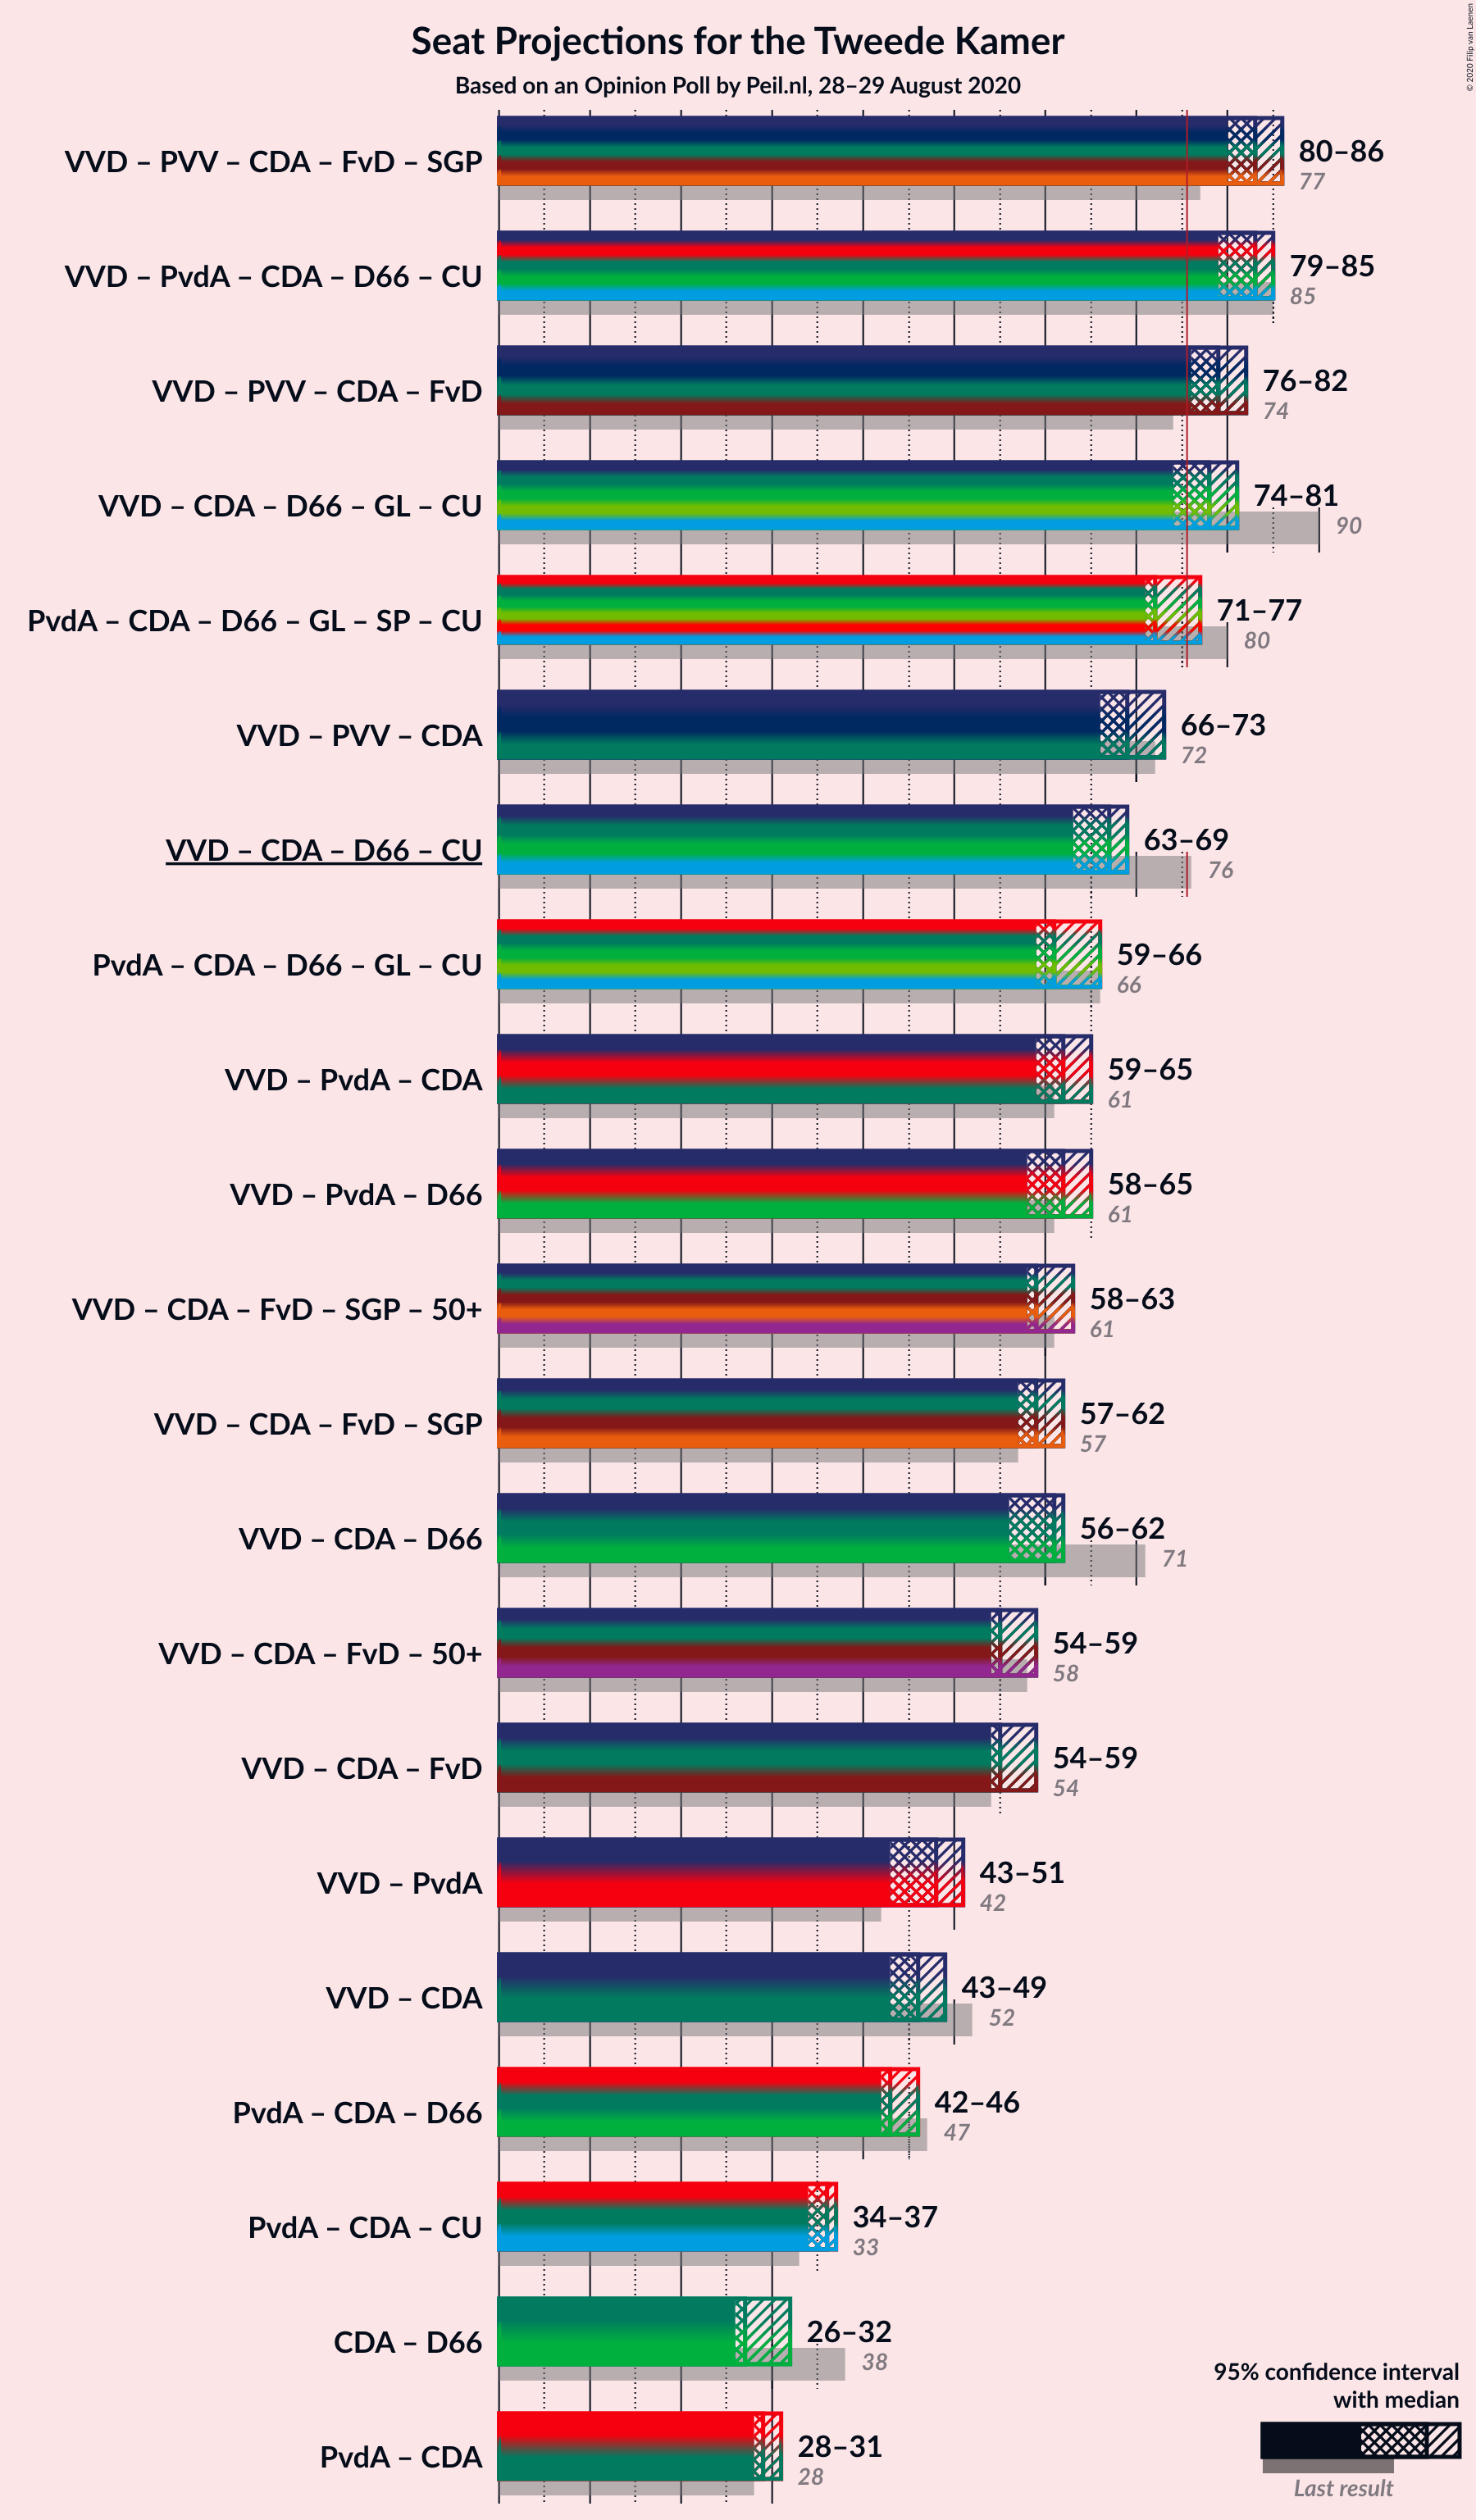 © 2020 Filip van Laenen
Seat Projections for the Tweede Kamer
Based on an Opinion Poll by Peil.nl, 28–29 August 2020
VVD – PVV – CDA – FvD – SGP
80–86
77
VVD – PvdA – CDA – D66 – CU
79–85
85
VVD – PVV – CDA – FvD
76–82
74
VVD – CDA – D66 – GL – CU
74–81
90
PvdA – CDA – D66 – GL – SP – CU
71–77
80
VVD – PVV – CDA
66–73
72
VVD – CDA – D66 – CU
63–69
76
PvdA – CDA – D66 – GL – CU
59–66
66
VVD – PvdA – CDA
59–65
61
VVD – PvdA – D66
58–65
61
VVD – CDA – FvD – SGP – 50+
58–63
61
VVD – CDA – FvD – SGP
57–62
57
VVD – CDA – D66
56–62
71
VVD – CDA – FvD – 50+
54–59
58
VVD – CDA – FvD
54–59
54
VVD – PvdA
43–51
42
VVD – CDA
43–49
52
PvdA – CDA – D66
42–46
47
PvdA – CDA – CU
34–37
33
CDA – D66
26–32
38
PvdA – CDA
28–31
28
95% confidence interval
with median
Last result